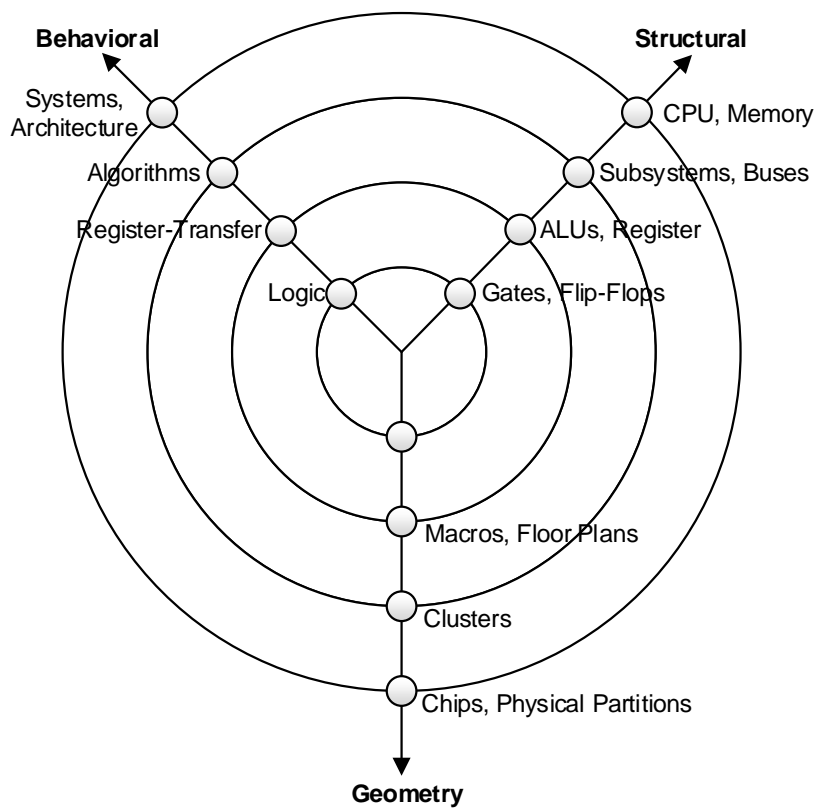 Behavioral
Structural
Systems,
Architecture
CPU, Memory
Algorithms
Subsystems, Buses
Register-Transfer
ALUs, Register
Logic
Gates, Flip-Flops
Macros, Floor Plans
Clusters
Chips, Physical Partitions
Geometry